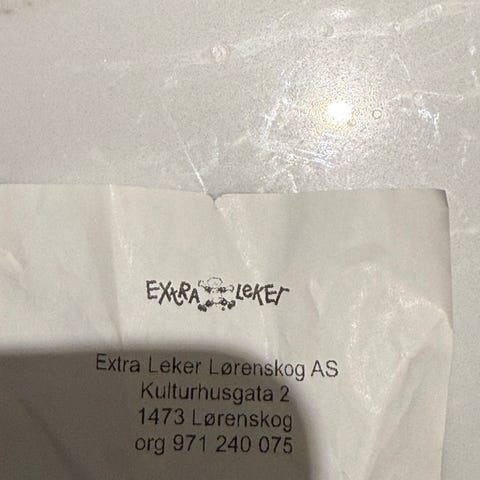 EXTRA LEKER
Extra Leker Lørenskog AS
Kulturhusgata 2
1473 Lørenskog
org 971 240 075